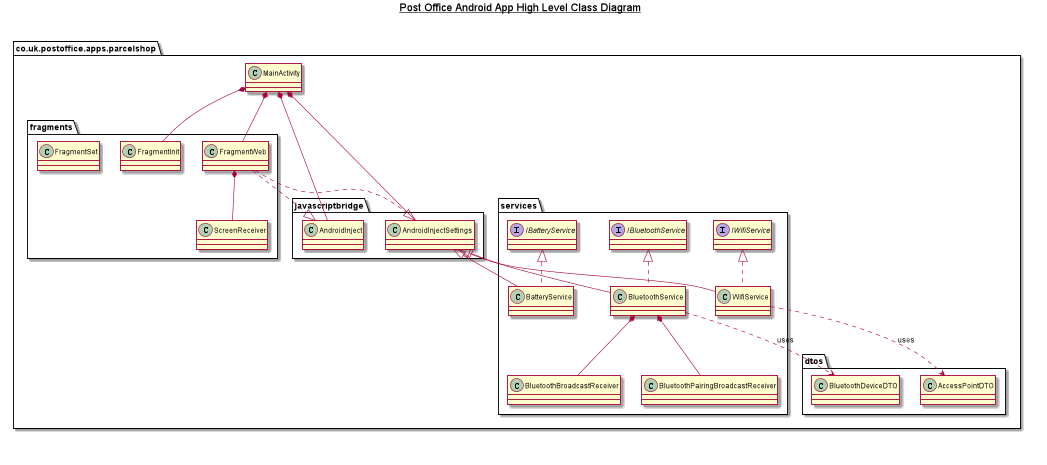 Post Office Android App High Level Class Diagram
co.uk.postoffice.apps.parcelshop
C MainActivity
fragments
C FragmentSet
C FragmentInit
C FragmentWeb
C ScreenReceiver
javascriptbridge
C AndroidInject
C AndroidInjectSettings
services
I IBatteryService
I IBluetoothService
I IWifiService
C BatteryService
C BluetoothService
C WifiService
uses
uses
C BluetoothBroadcastReceiver
C BluetoothPairingBroadcastReceiver
dtos
C BluetoothDeviceDTO
C AccessPointDTO